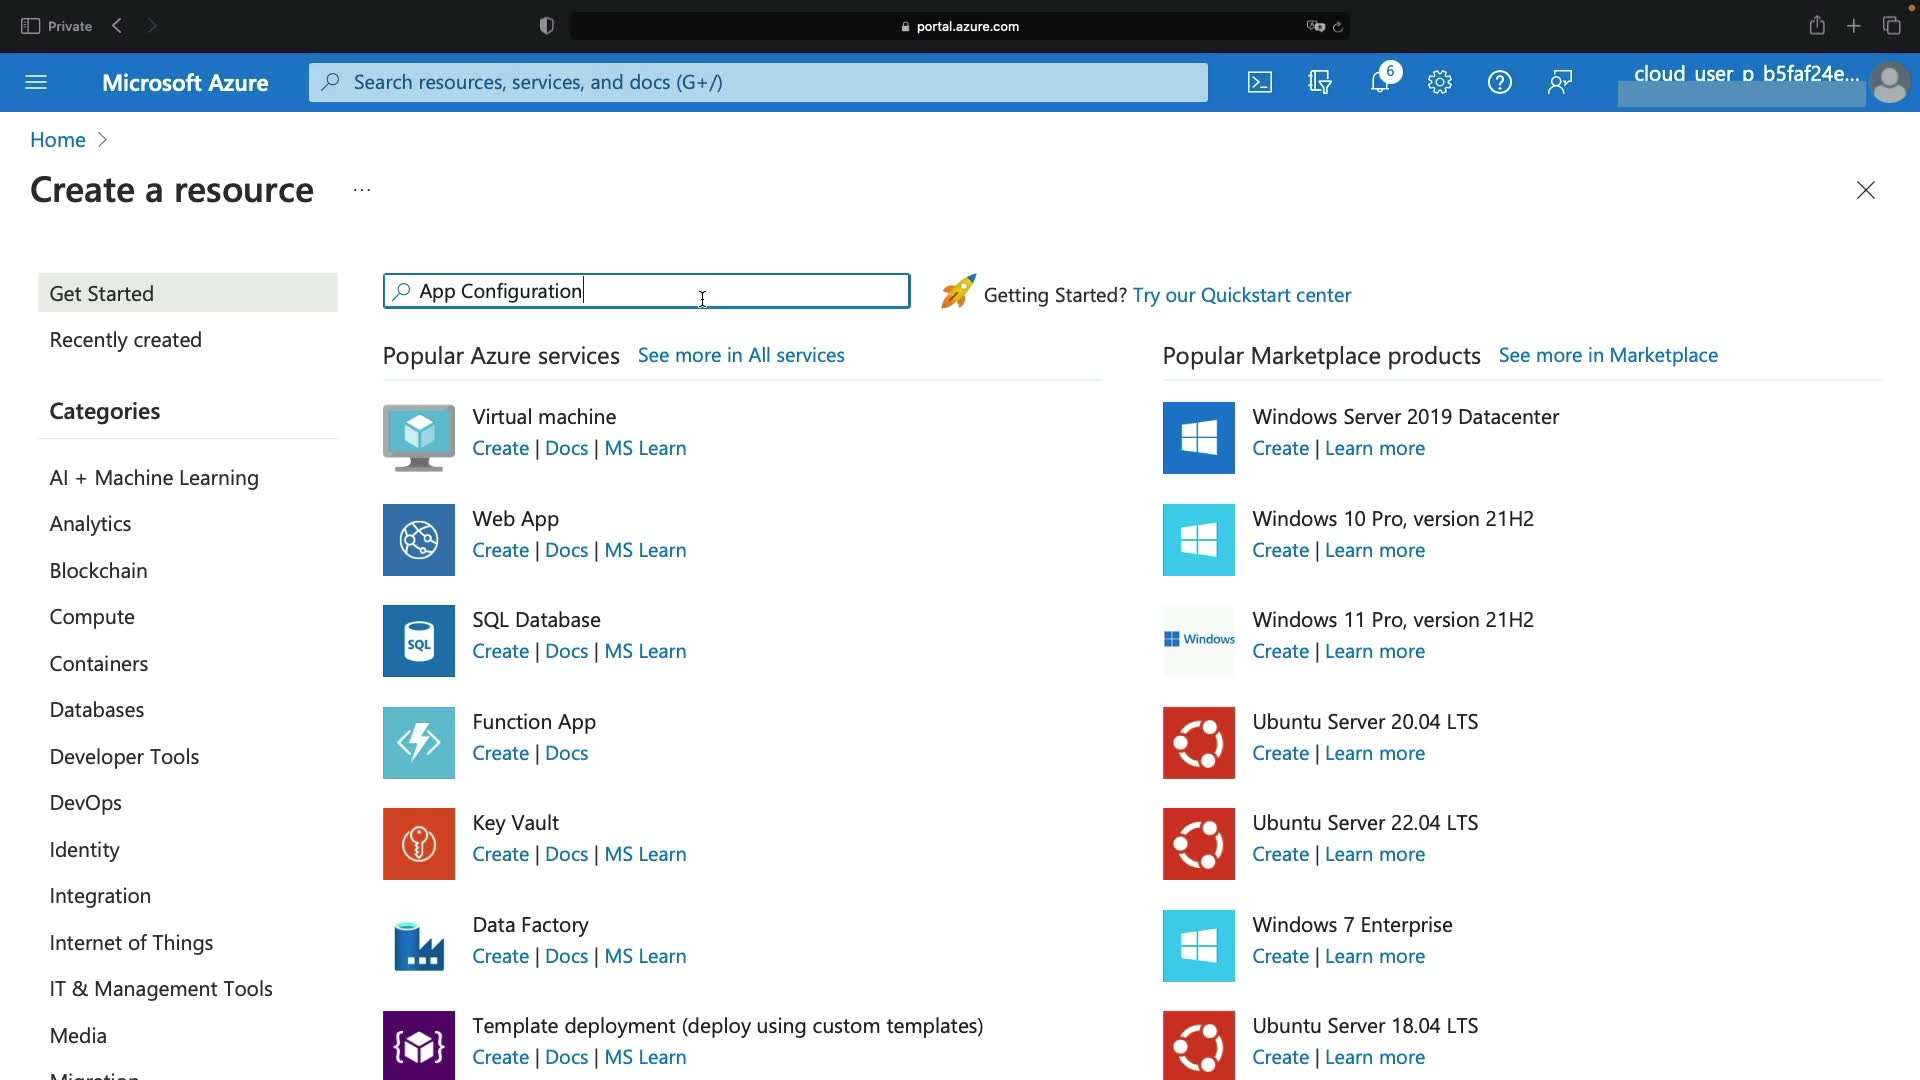 Private
portal.azure.com
Microsoft Azure
Search resources, services, and docs (G+/)
6
cloud_user_p_b5faf24e...
Home
Create a resource
...
Get Started
Recently created
Categories
AI + Machine Learning
Analytics
Blockchain
Compute
Containers
Databases
Developer Tools
DevOps
Identity
Integration
Internet of Things
IT & Management Tools
Media
Migration
App Configuration
Getting Started? Try our Quickstart center
Popular Azure services See more in All services
Virtual machine
Create | Docs | MS Learn
Web App
Create | Docs | MS Learn
SQL
SQL Database
Create | Docs | MS Learn
Function App
Create | Docs
Key Vault
Create | Docs | MS Learn
Data Factory
Create | Docs | MS Learn
Template deployment (deploy using custom templates)
Create | Docs | MS Learn
Popular Marketplace products See more in Marketplace
Windows Server 2019 Datacenter
Create | Learn more
Windows 10 Pro, version 21H2
Create | Learn more
Windows
Windows 11 Pro, version 21H2
Create | Learn more
Ubuntu Server 20.04 LTS
Create | Learn more
Ubuntu Server 22.04 LTS
Create | Learn more
Windows 7 Enterprise
Create | Learn more
Ubuntu Server 18.04 LTS
Create | Learn more